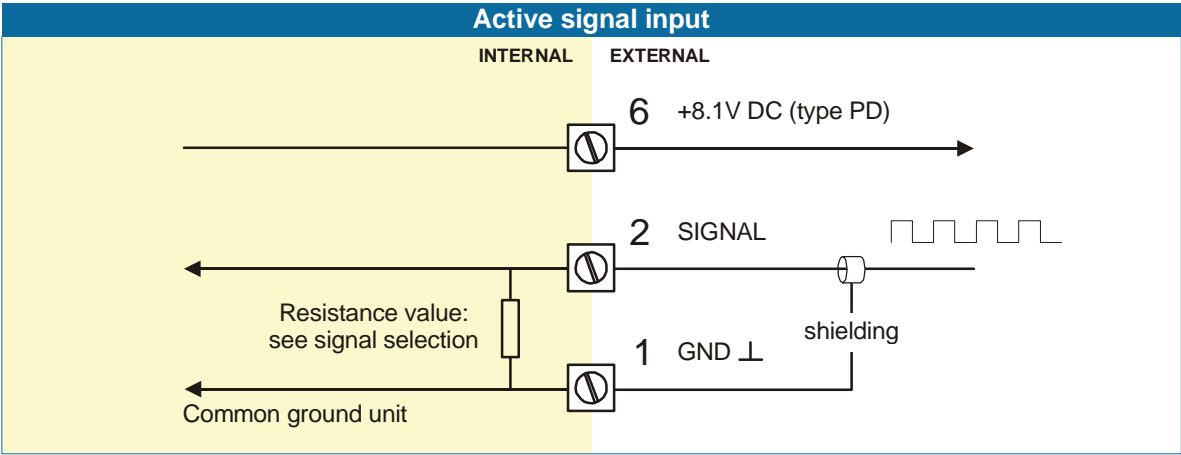 Active signal input
INTERNAL EXTERNAL
6 +8.1V DC (type PD)
2 SIGNAL
Resistance value:
see signal selection
shielding
1 GND ⊥
Common ground unit